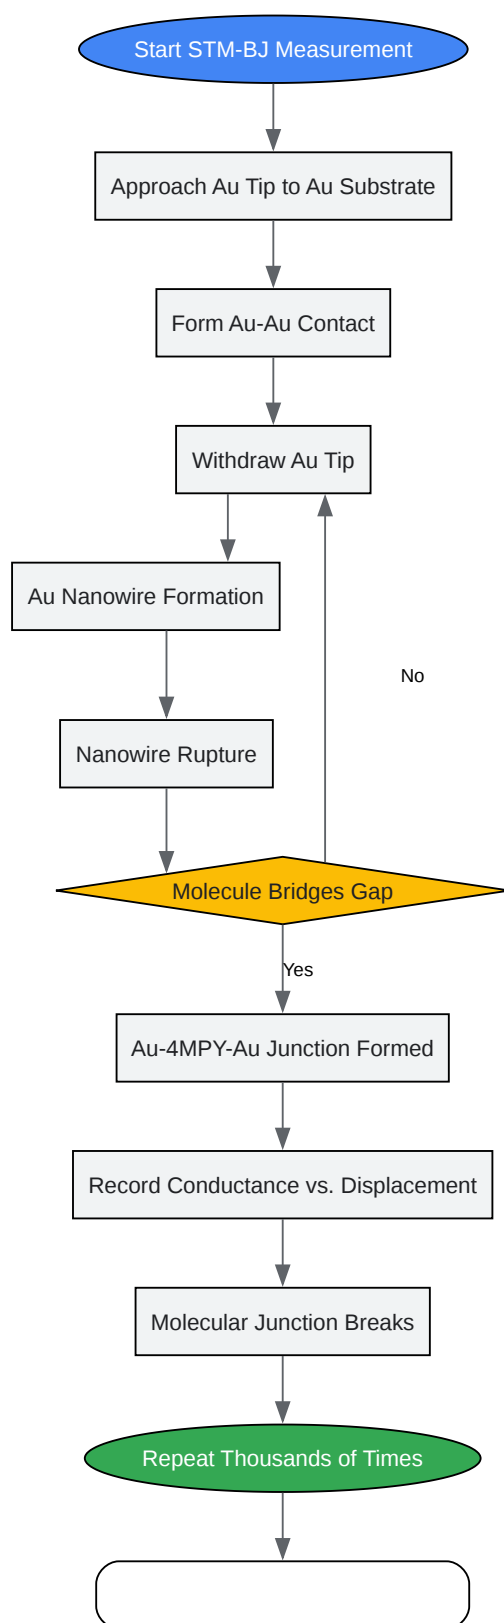 Start STM-BJ Measurement
Approach Au Tip to Au Substrate
Form Au-Au Contact
Withdraw Au Tip
Au Nanowire Formation
No
Nanowire Rupture
Molecule Bridges Gap
Yes
Au-4MPY-Au Junction Formed
Record Conductance vs. Displacement
Molecular Junction Breaks
Repeat Thousands of Times